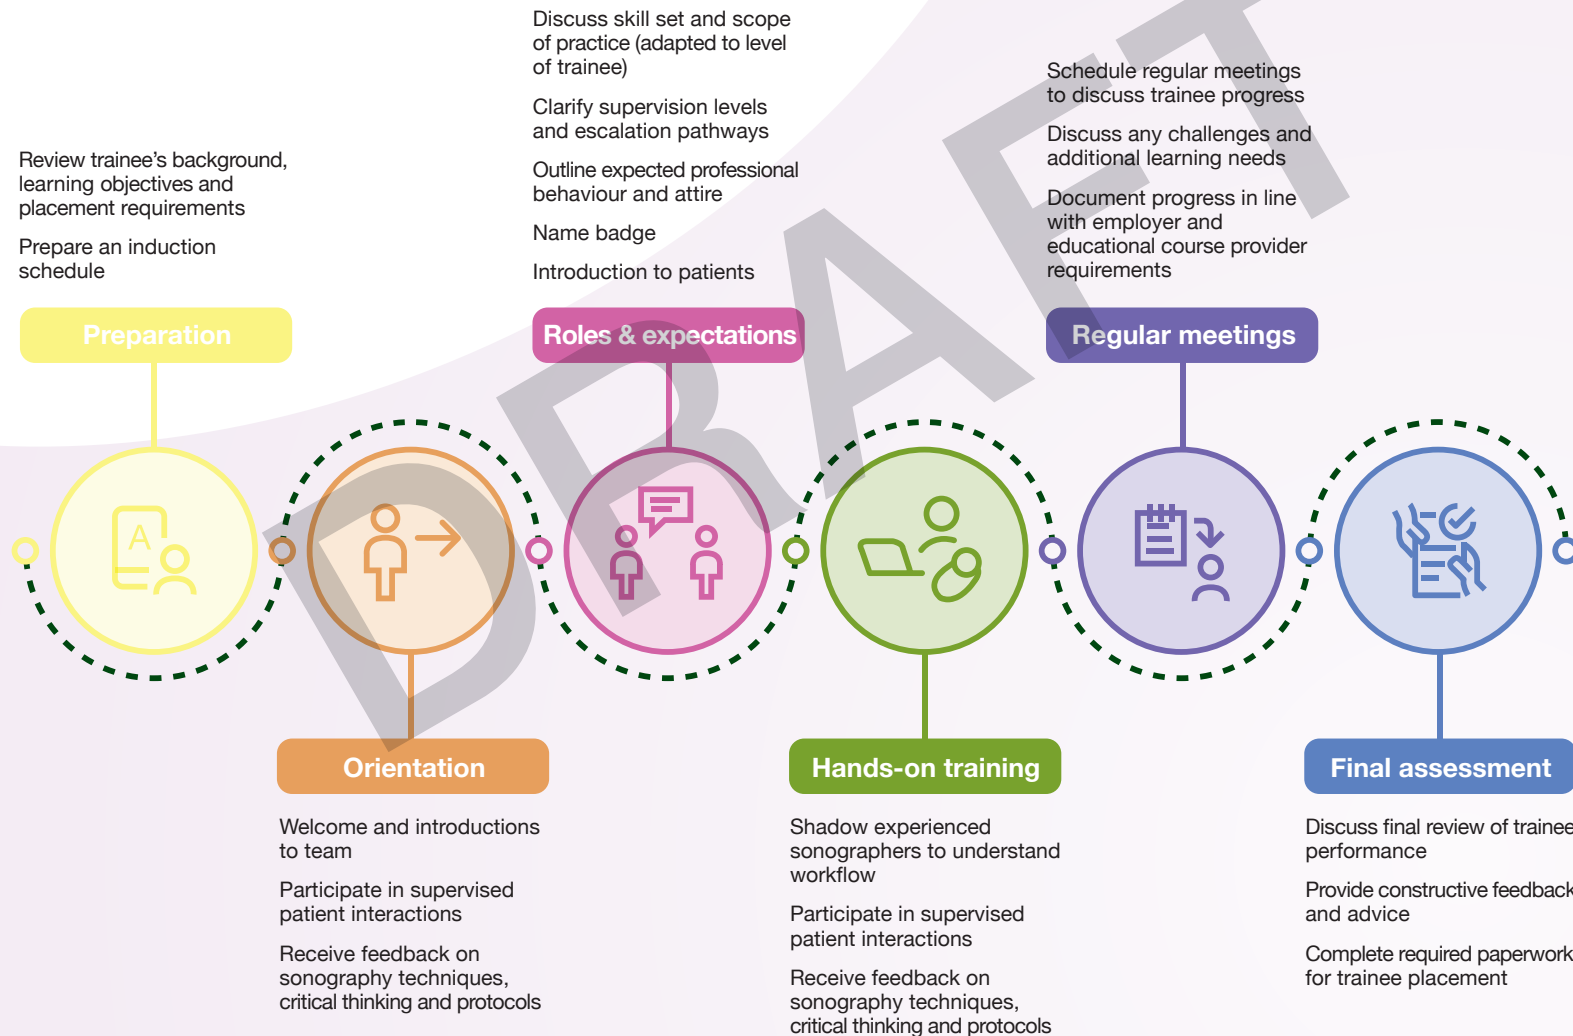 Review trainee’s background,
learning objectives and
placement requirements
Prepare an induction
schedule
Preparation
A
Welcome and introductions
to team
Participate in supervised
patient interactions
Receive feedback on
sonography techniques,
critical thinking and protocols
Orientation
Discuss skill set and scope
of practice (adapted to level
of trainee)
Clarify supervision levels
and escalation pathways
Outline expected professional
behaviour and attire
Name badge
Introduction to patients
Roles & expectations
Hands-on training
Shadow experienced
sonographers to understand
workflow
Participate in supervised
patient interactions
Receive feedback on
sonography techniques,
critical thinking and protocols
Schedule regular meetings
to discuss trainee progress
Discuss any challenges and
additional learning needs
Document progress in line
with employer and
educational course provider
requirements
Regular meetings
Final assessment
Discuss final review of trainee
performance
Provide constructive feedback
and advice
Complete required paperwork
for trainee placement
DRAFT